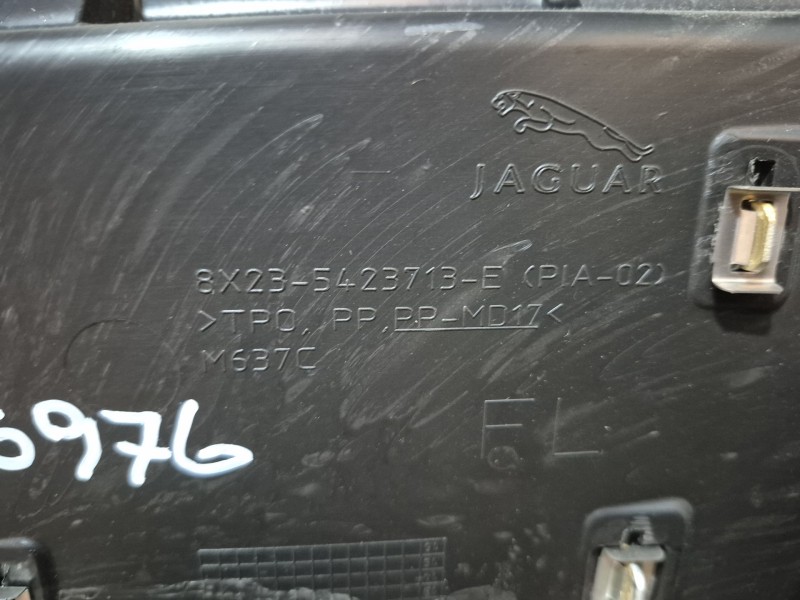 JAGUAR
8X23-5423713-E (PIA-02)
>TPO, PP, PP-MD17<
M637C
6976
FL